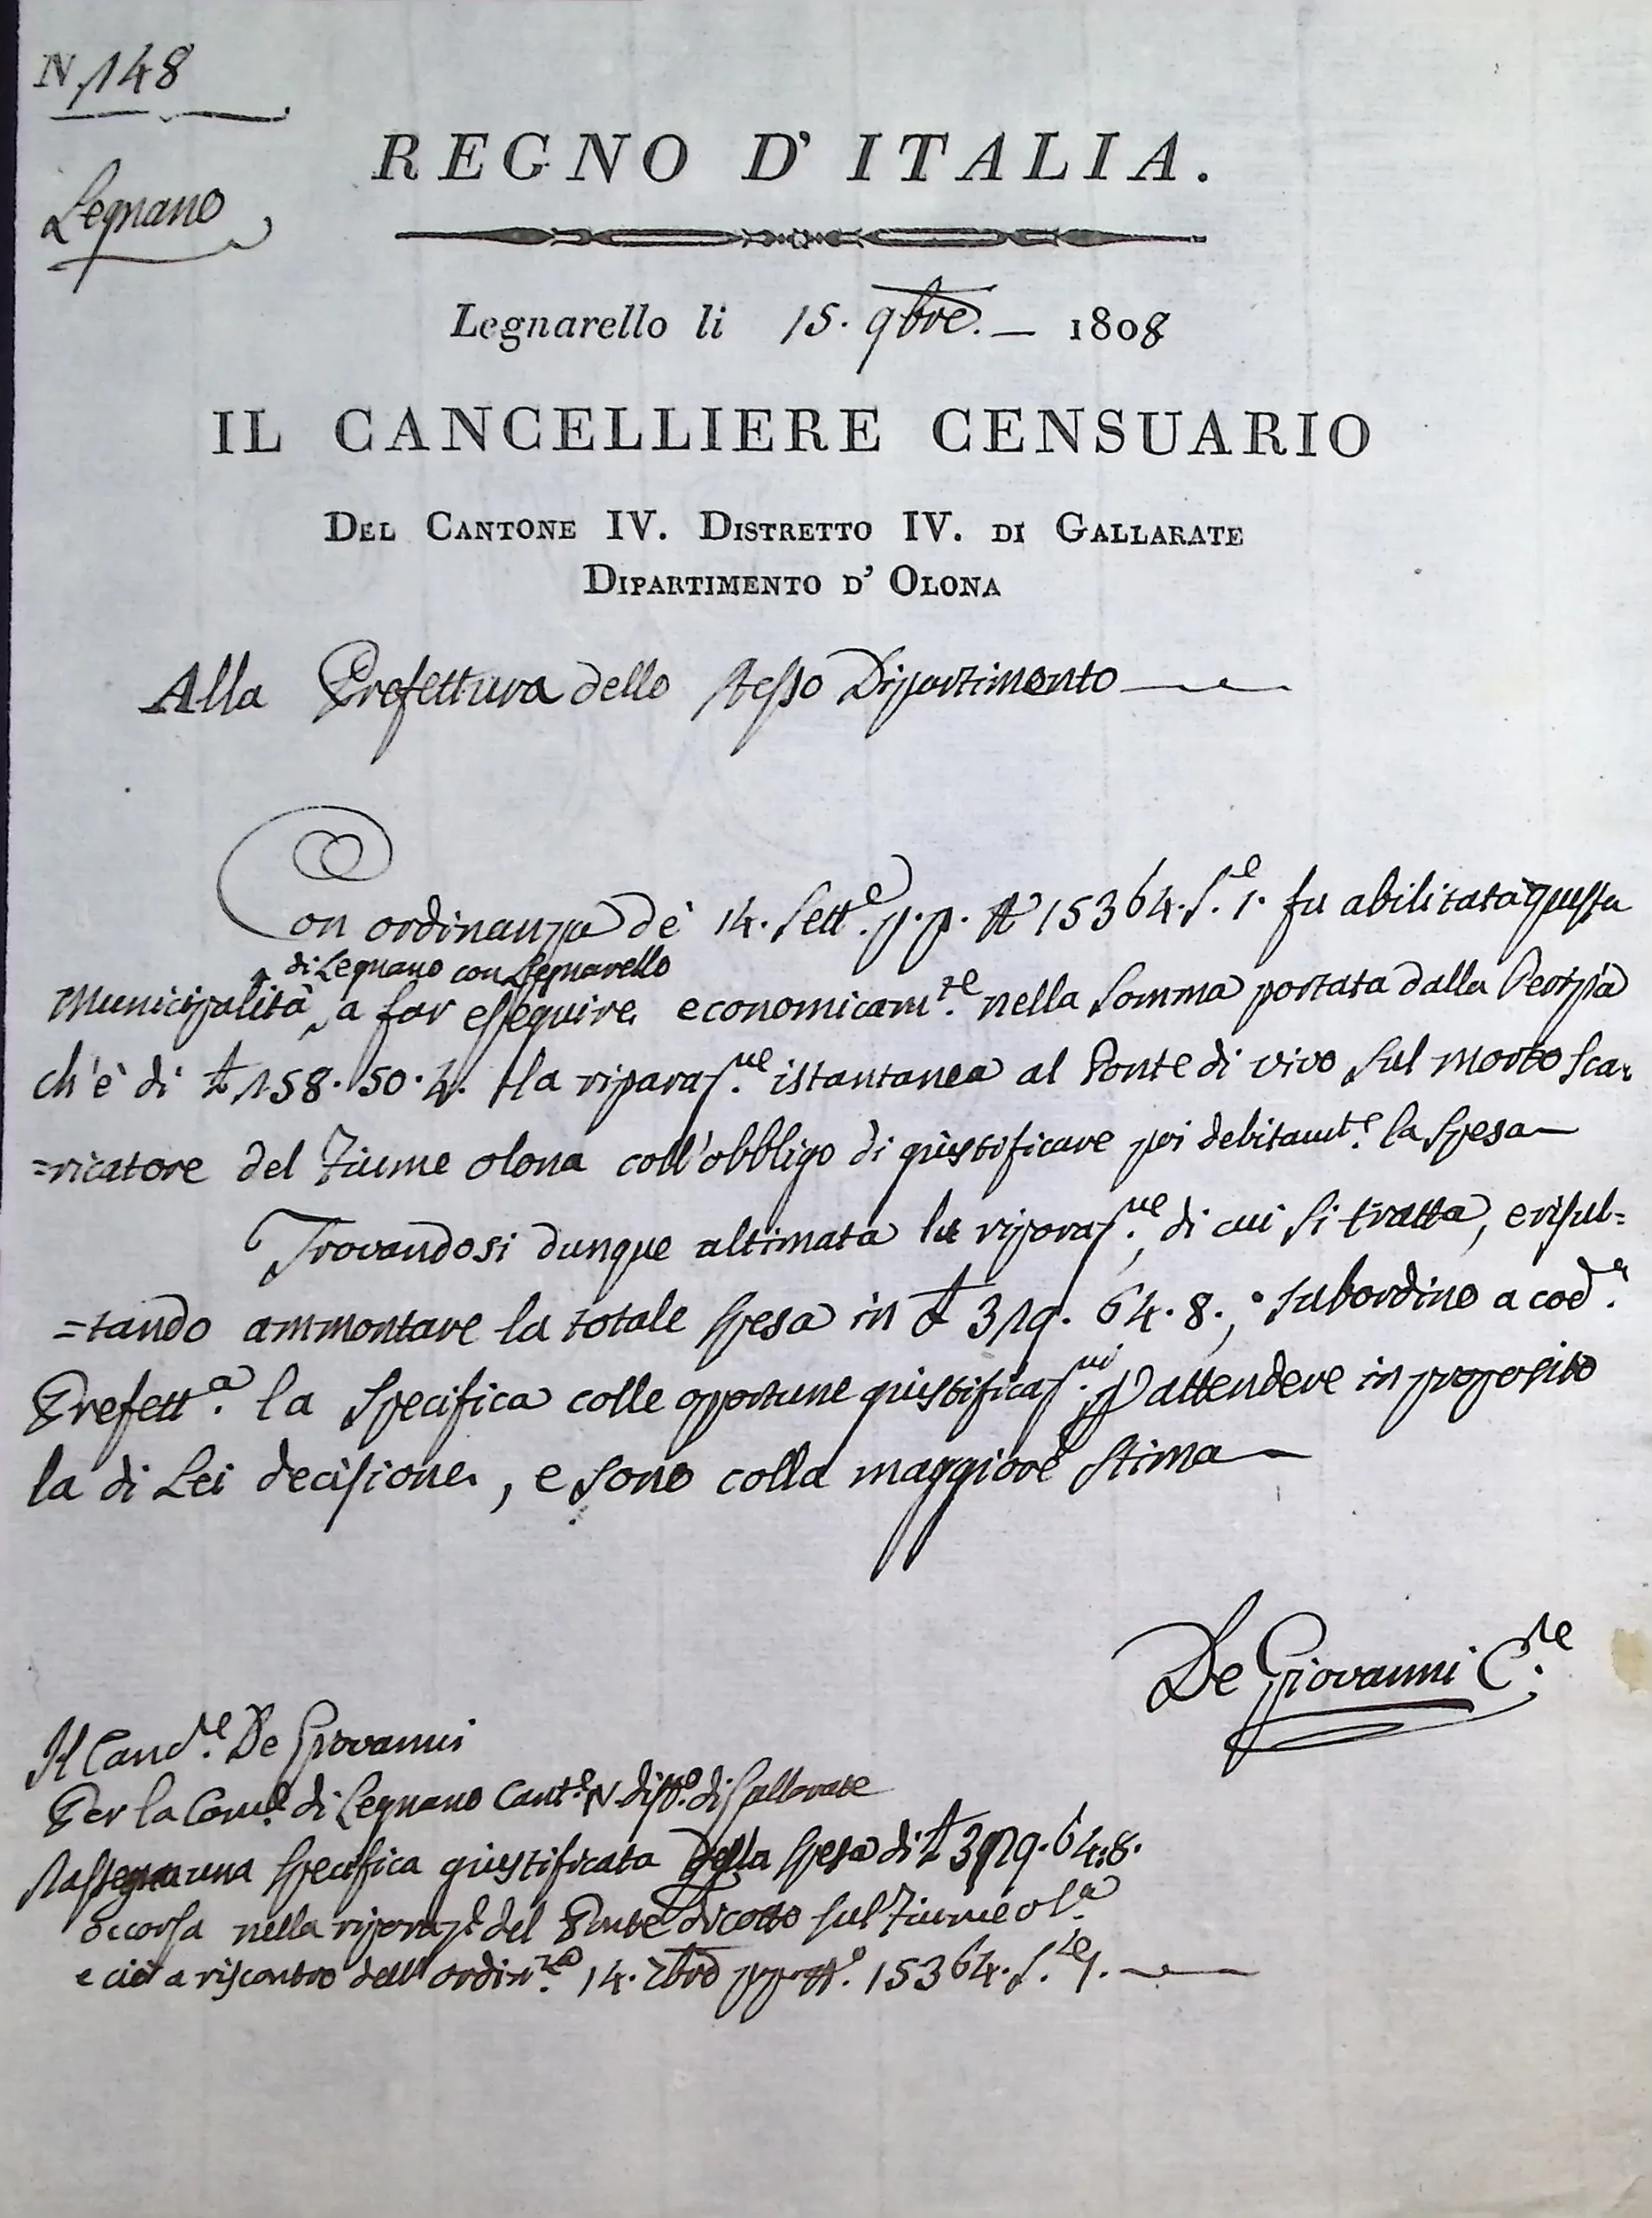 N. 148
Legnano
REGNO D' ITALIA.
Legnarello li 15. 9bre. — 1808
IL CANCELLIERE CENSUARIO
DEL CANTONE IV. DISTRETTO IV. DI GALLARATE
DIPARTIMENTO D' OLONA
Alla Prefettura dello stesso Dipartimento
Con ordinanza de' 14. Sett.e p.p. N° 15364. S.e 1. fu abilitata questa
di Legnano con Legnarello
Municipalità a far esseguire economicam.te nella somma portata dalla Perizia
ch'è di £ 158. 50. 4. la riparaz.ne istantanea al Ponte di vivo sul morto sca-
=ricatore del Fiume olona coll'obbligo di giustificare poi debitamt.e la spesa
Trovandosi dunque altimata la riparaz.ne, di cui si tratta, e risul=
=tando ammontare la totale spesa in £ 319. 64. 8., subordino a cod.a
Prefett.a la specifica colle opportune giustificaz.ni p attendere in proposito
la di Lei decisione, e sono colla maggiore stima
De Giovanni C.re
Il Canc.re De Giovanni
Per la Com.e di Legnano Cant.e IV. dist.o di Gallarate
Rassegna una specifica giustificata della spesa di £ 319. 64. 8.
occorsa nella riparaz.e del Ponte di cotto sul Fiume ol.a
e ciò a riscontro dell'ordin.za 14. 7bre 15364. S.e 1.